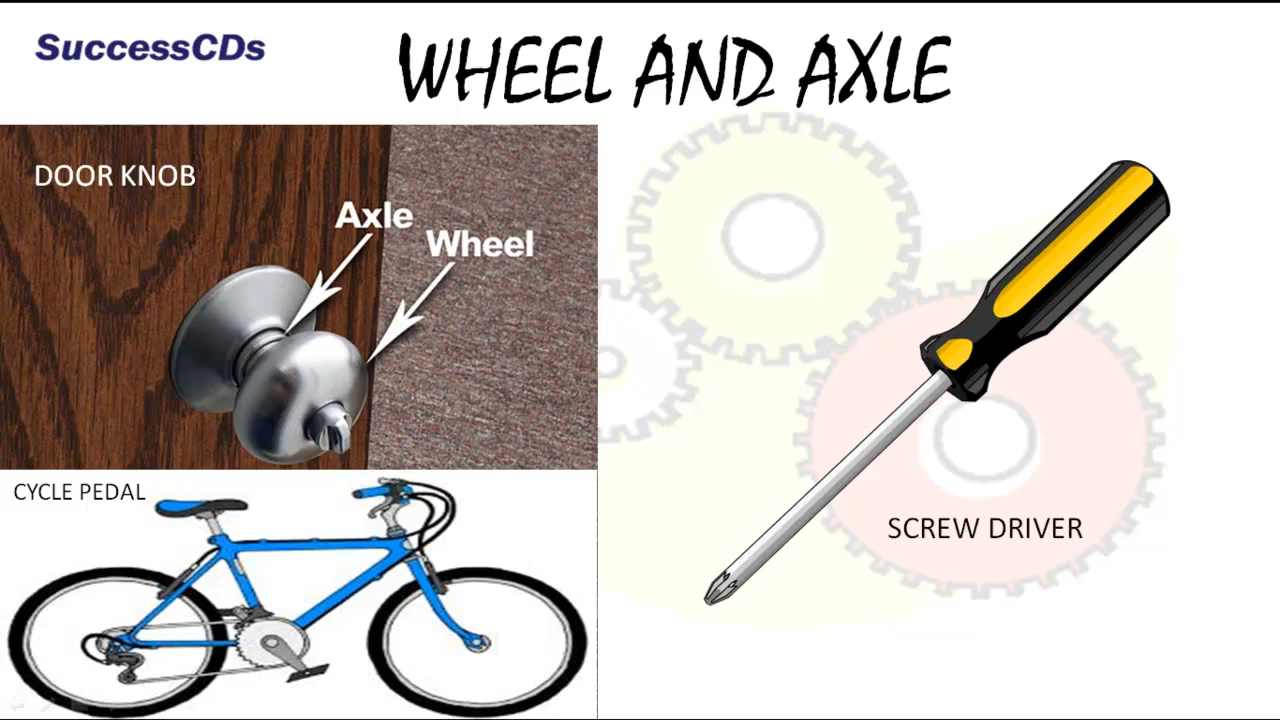 SuccessCDs
WHEEL AND AXLE
DOOR KNOB
Axle
Wheel
CYCLE PEDAL
SCREW DRIVER